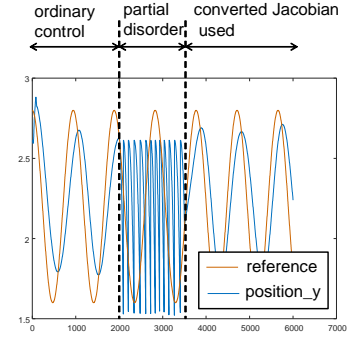 ordinary control
partial disorder
converted Jacobian used
3
2.5
2
1.5
0 1000 2000 3000 4000 5000 6000 7000
reference
position_y